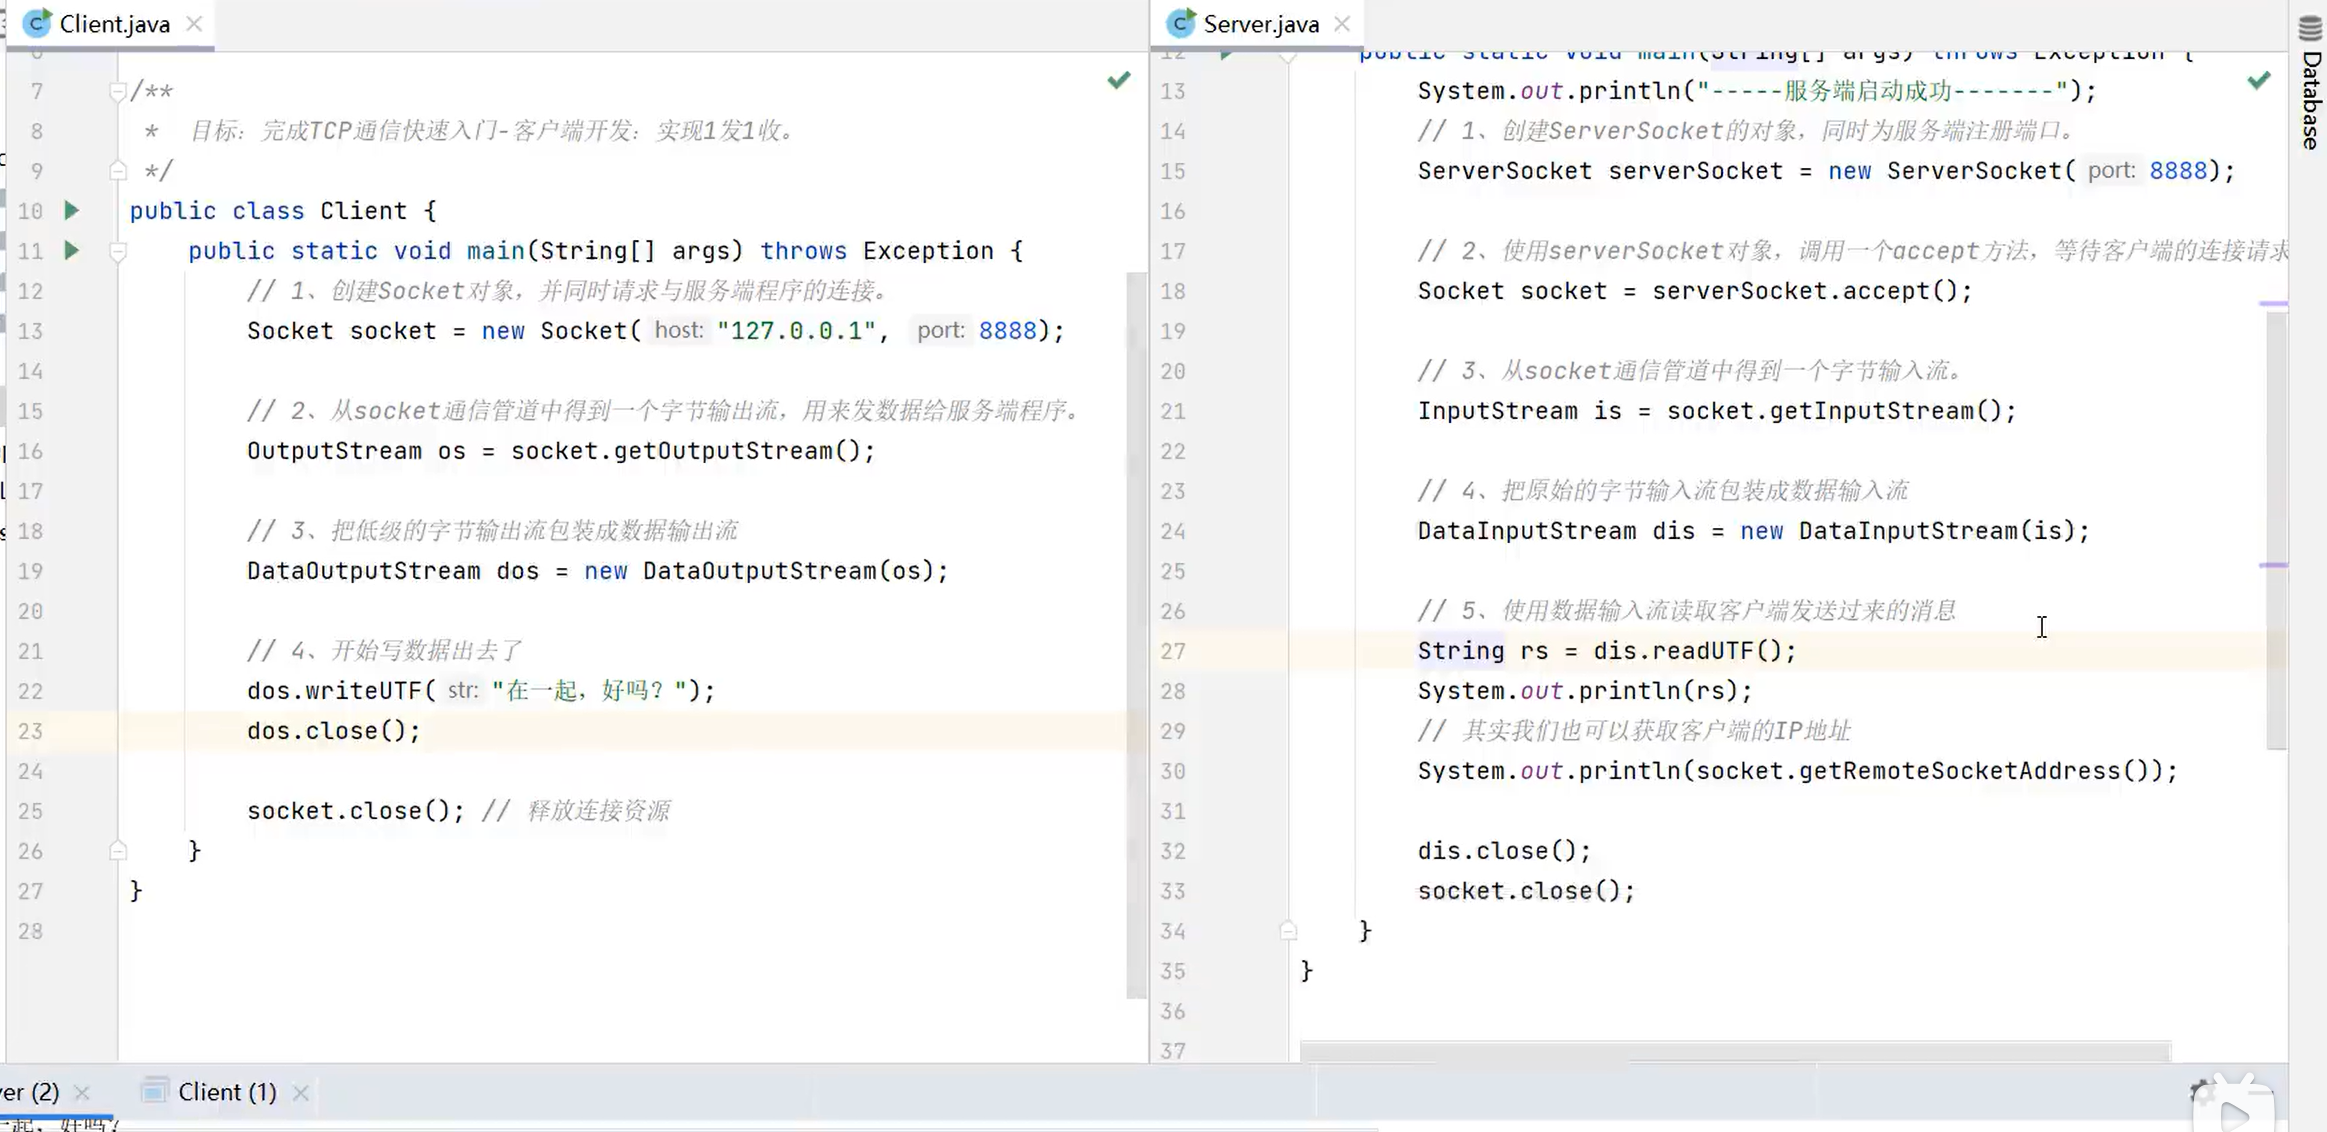 Client.java
7 /**
8 * 目标：完成TCP通信快速入门-客户端开发：实现1发1收。
9 */
10 public class Client {
11 public static void main(String[] args) throws Exception {
12 // 1、创建Socket对象，并同时请求与服务端程序的连接。
13 Socket socket = new Socket( host: "127.0.0.1", port: 8888);
14
15 // 2、从socket通信管道中得到一个字节输出流，用来发数据给服务端程序。
16 OutputStream os = socket.getOutputStream();
17
18 // 3、把低级的字节输出流包装成数据输出流
19 DataOutputStream dos = new DataOutputStream(os);
20
21 // 4、开始写数据出去了
22 dos.writeUTF( str: "在一起，好吗？");
23 dos.close();
24
25 socket.close(); // 释放连接资源
26 }
27 }
28
Server.java
12 public static void main(String[] args) throws Exception {
13 System.out.println("-----服务端启动成功-------");
14 // 1、创建ServerSocket的对象，同时为服务端注册端口。
15 ServerSocket serverSocket = new ServerSocket( port: 8888);
16
17 // 2、使用serverSocket对象，调用一个accept方法，等待客户端的连接请求
18 Socket socket = serverSocket.accept();
19
20 // 3、从socket通信管道中得到一个字节输入流。
21 InputStream is = socket.getInputStream();
22
23 // 4、把原始的字节输入流包装成数据输入流
24 DataInputStream dis = new DataInputStream(is);
25
26 // 5、使用数据输入流读取客户端发送过来的消息
27 String rs = dis.readUTF();
28 System.out.println(rs);
29 // 其实我们也可以获取客户端的IP地址
30 System.out.println(socket.getRemoteSocketAddress());
31
32 dis.close();
33 socket.close();
34 }
35 }
36
37
Database
ver (2)
Client (1)
一起，好吗？